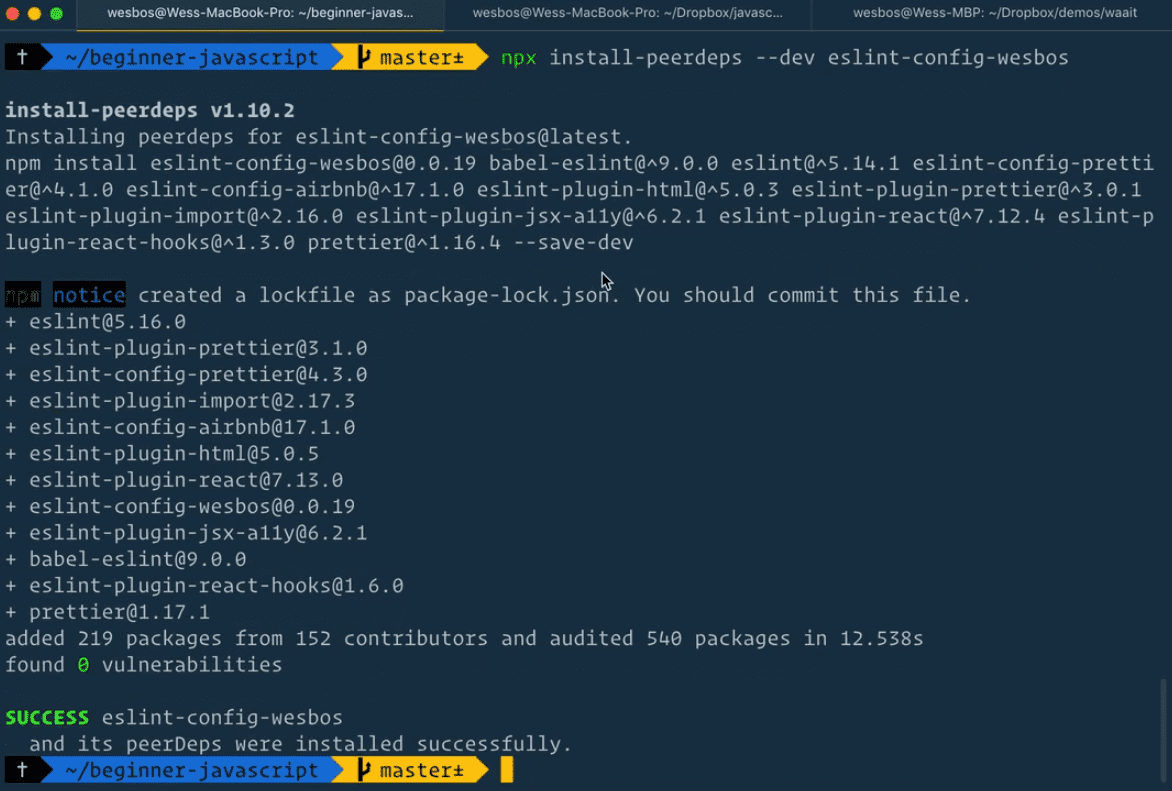 wesbos@Wess-MacBook-Pro: ~/beginner-javas... wesbos@Wess-MacBook-Pro: ~/Dropbox/javasc... wesbos@Wess-MBP: ~/Dropbox/demos/waait
† ~/beginner-javascript master± npx install-peerdeps --dev eslint-config-wesbos
install-peerdeps v1.10.2
Installing peerdeps for eslint-config-wesbos@latest.
npm install eslint-config-wesbos@0.0.19 babel-eslint@^9.0.0 eslint@^5.14.1 eslint-config-pretti
er@^4.1.0 eslint-config-airbnb@^17.1.0 eslint-plugin-html@^5.0.3 eslint-plugin-prettier@^3.0.1
eslint-plugin-import@^2.16.0 eslint-plugin-jsx-a11y@^6.2.1 eslint-plugin-react@^7.12.4 eslint-p
lugin-react-hooks@^1.3.0 prettier@^1.16.4 --save-dev
npm notice created a lockfile as package-lock.json. You should commit this file.
+ eslint@5.16.0
+ eslint-plugin-prettier@3.1.0
+ eslint-config-prettier@4.3.0
+ eslint-plugin-import@2.17.3
+ eslint-config-airbnb@17.1.0
+ eslint-plugin-html@5.0.5
+ eslint-plugin-react@7.13.0
+ eslint-config-wesbos@0.0.19
+ eslint-plugin-jsx-a11y@6.2.1
+ babel-eslint@9.0.0
+ eslint-plugin-react-hooks@1.6.0
+ prettier@1.17.1
added 219 packages from 152 contributors and audited 540 packages in 12.538s
found 0 vulnerabilities
SUCCESS eslint-config-wesbos
and its peerDeps were installed successfully.
† ~/beginner-javascript master±